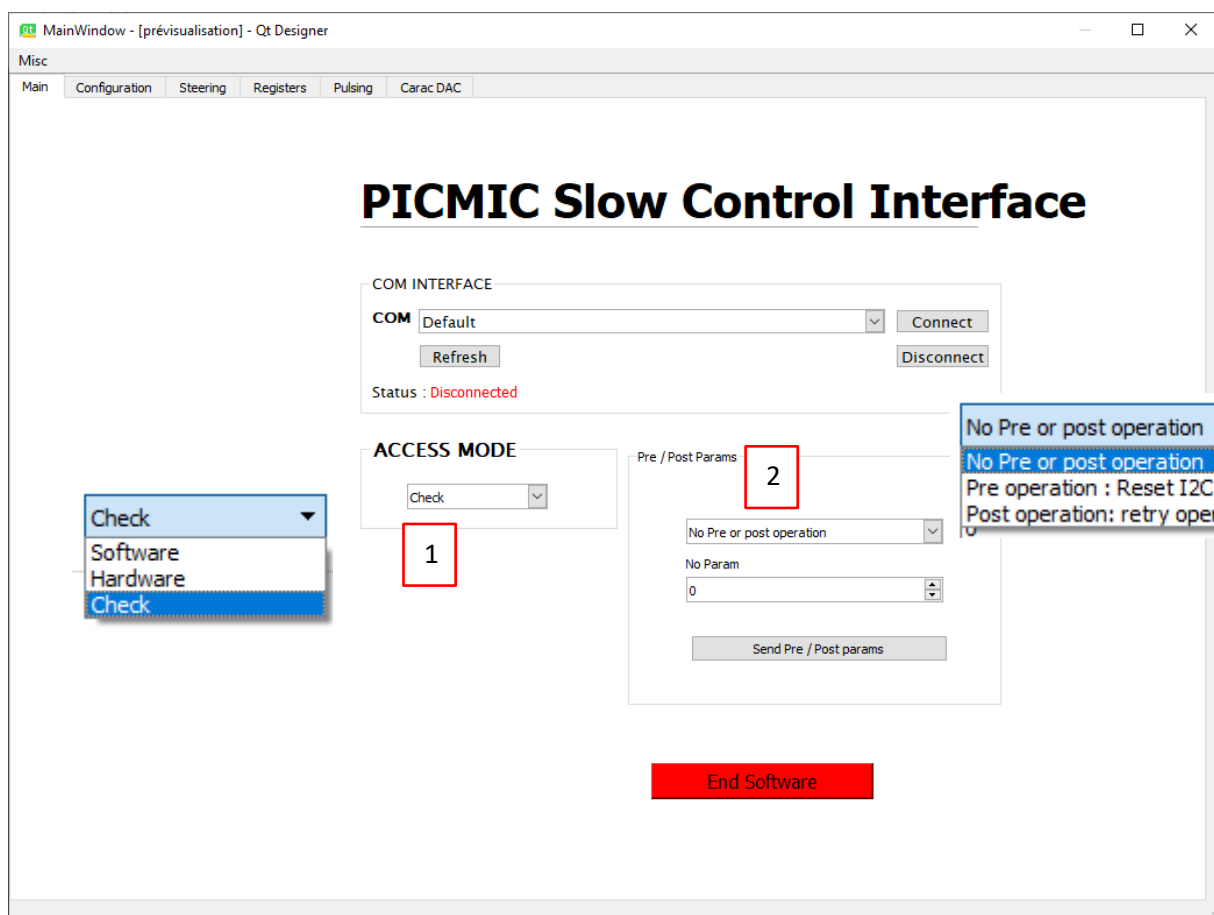 MainWindow - [prévisualisation] - Qt Designer
Misc
Main Configuration Steering Registers Pulsing Carac DAC
PICMIC Slow Control Interface
COM INTERFACE
COM Default Connect
Refresh Disconnect
Status : Disconnected
ACCESS MODE
Check
1
Check
Software
Hardware
Check
Pre / Post Params
2
No Pre or post operation
No Param
0
Send Pre / Post params
No Pre or post operation
No Pre or post operation
Pre operation : Reset I2C
Post operation: retry oper
End Software